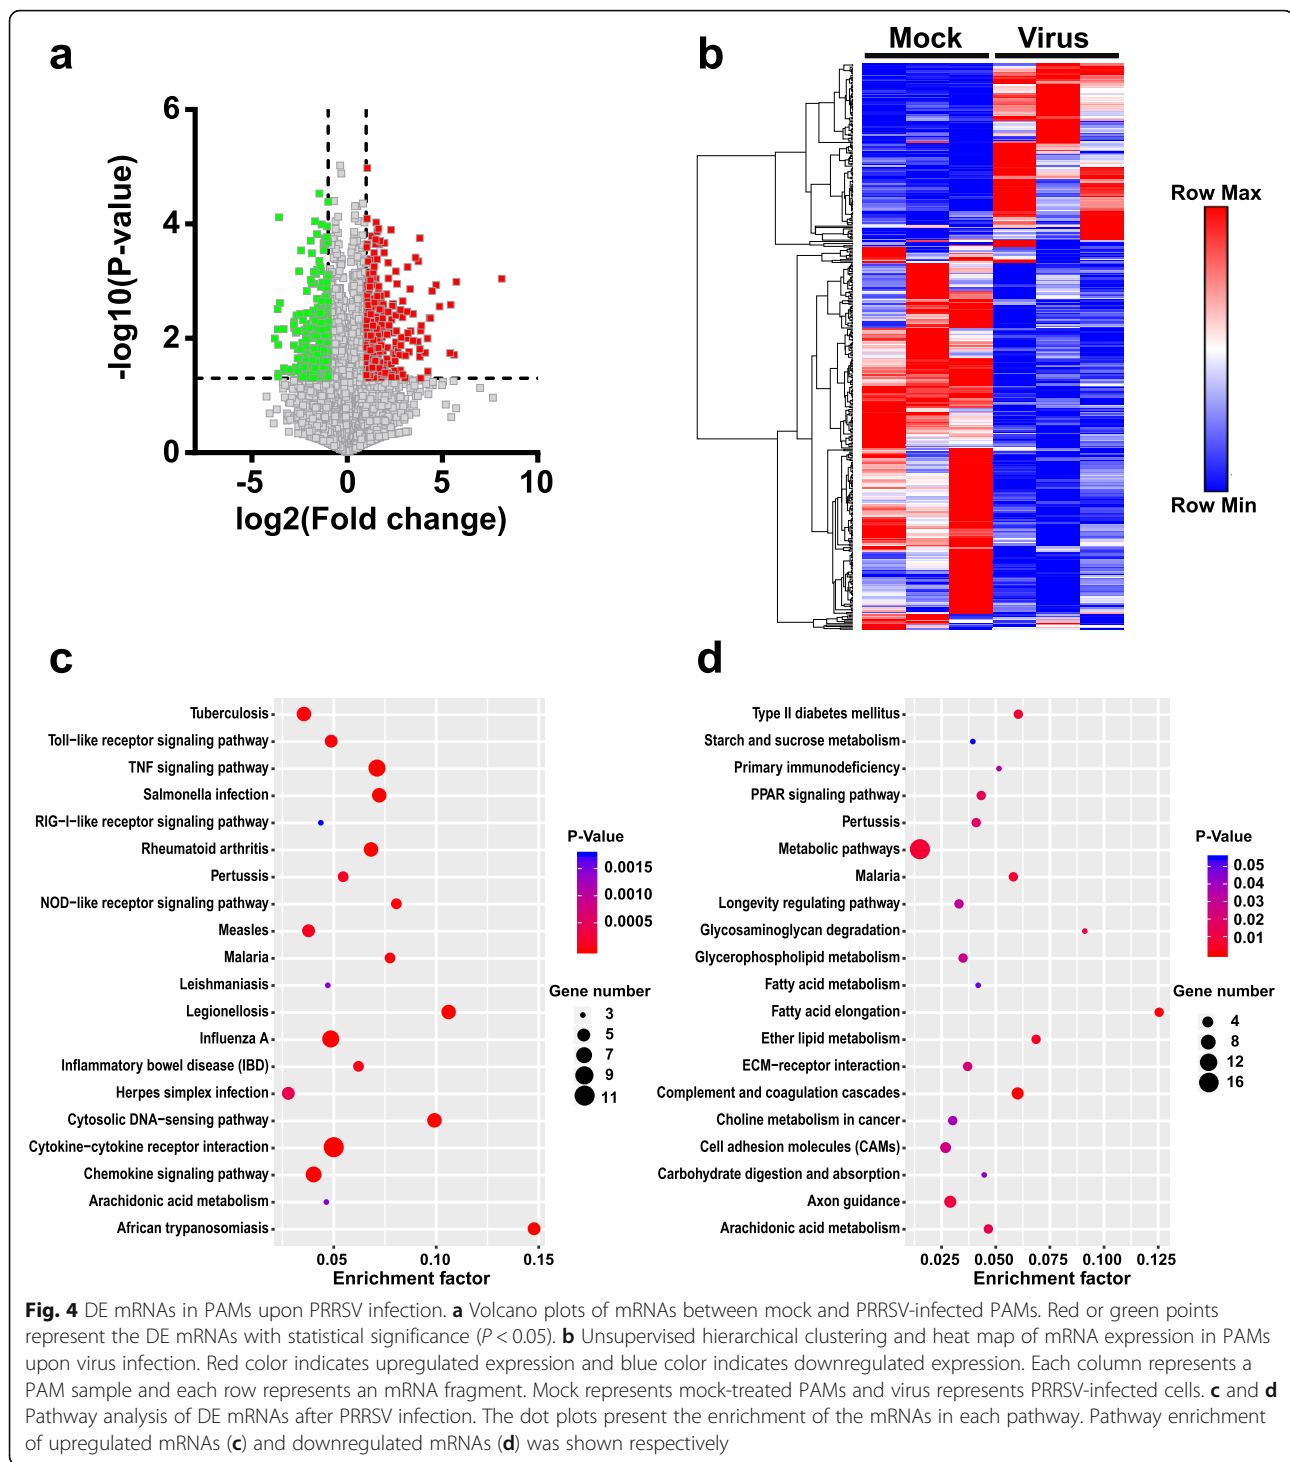 a
6
4
2
0
-log10(P-value)
-5
0
5
10
log2(Fold change)
b
Mock
Virus
Row Max
Row Min
c
Tuberculosis
Toll−like receptor signaling pathway
TNF signaling pathway
Salmonella infection
RIG−I−like receptor signaling pathway
Rheumatoid arthritis
Pertussis
NOD−like receptor signaling pathway
Measles
Malaria
Leishmaniasis
Legionellosis
Influenza A
Inflammatory bowel disease (IBD)
Herpes simplex infection
Cytosolic DNA−sensing pathway
Cytokine−cytokine receptor interaction
Chemokine signaling pathway
Arachidonic acid metabolism
African trypanosomiasis
0.05
0.10
0.15
Enrichment factor
P-Value
0.0015
0.0010
0.0005
Gene number
3
5
7
9
11
d
Type II diabetes mellitus
Starch and sucrose metabolism
Primary immunodeficiency
PPAR signaling pathway
Pertussis
Metabolic pathways
Malaria
Longevity regulating pathway
Glycosaminoglycan degradation
Glycerophospholipid metabolism
Fatty acid metabolism
Fatty acid elongation
Ether lipid metabolism
ECM−receptor interaction
Complement and coagulation cascades
Choline metabolism in cancer
Cell adhesion molecules (CAMs)
Carbohydrate digestion and absorption
Axon guidance
Arachidonic acid metabolism
0.025
0.050
0.075
0.100
0.125
Enrichment factor
P-Value
0.05
0.04
0.03
0.02
0.01
Gene number
4
8
12
16
Fig. 4 DE mRNAs in PAMs upon PRRSV infection. a Volcano plots of mRNAs between mock and PRRSV-infected PAMs. Red or green points
represent the DE mRNAs with statistical significance (P < 0.05). b Unsupervised hierarchical clustering and heat map of mRNA expression in PAMs
upon virus infection. Red color indicates upregulated expression and blue color indicates downregulated expression. Each column represents a
PAM sample and each row represents an mRNA fragment. Mock represents mock-treated PAMs and virus represents PRRSV-infected cells. c and d
Pathway analysis of DE mRNAs after PRRSV infection. The dot plots present the enrichment of the mRNAs in each pathway. Pathway enrichment
of upregulated mRNAs (c) and downregulated mRNAs (d) was shown respectively